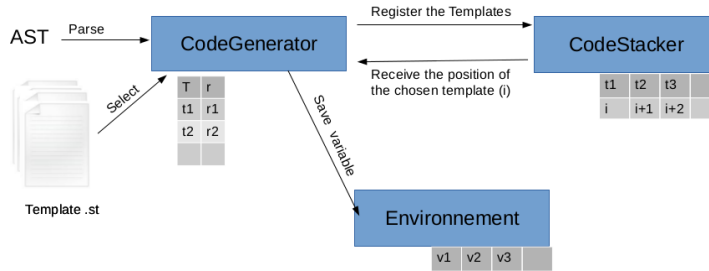 Register the Templates
AST
Parse
CodeGenerator
CodeStacker
Receive the position of
the chosen template (i)
Select
T r
t1 r1
t2 r2
t1 t2 t3
i i+1 i+2
Save variable
Template .st
Environnement
v1 v2 v3